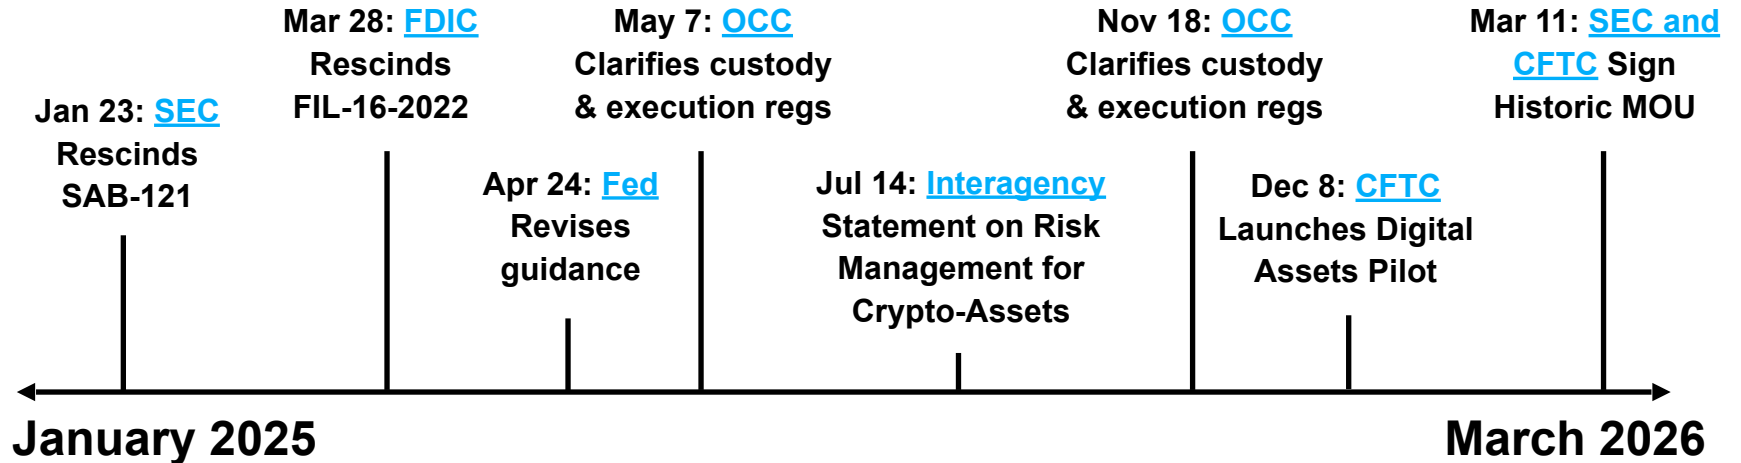 Jan 23: SEC
Rescinds
SAB-121
Mar 28: FDIC
Rescinds
FIL-16-2022
Apr 24: Fed
Revises
guidance
May 7: OCC
Clarifies custody
& execution regs
Jul 14: Interagency
Statement on Risk
Management for
Crypto-Assets
Nov 18: OCC
Clarifies custody
& execution regs
Dec 8: CFTC
Launches Digital
Assets Pilot
Mar 11: SEC and
CFTC Sign
Historic MOU
January 2025
March 2026